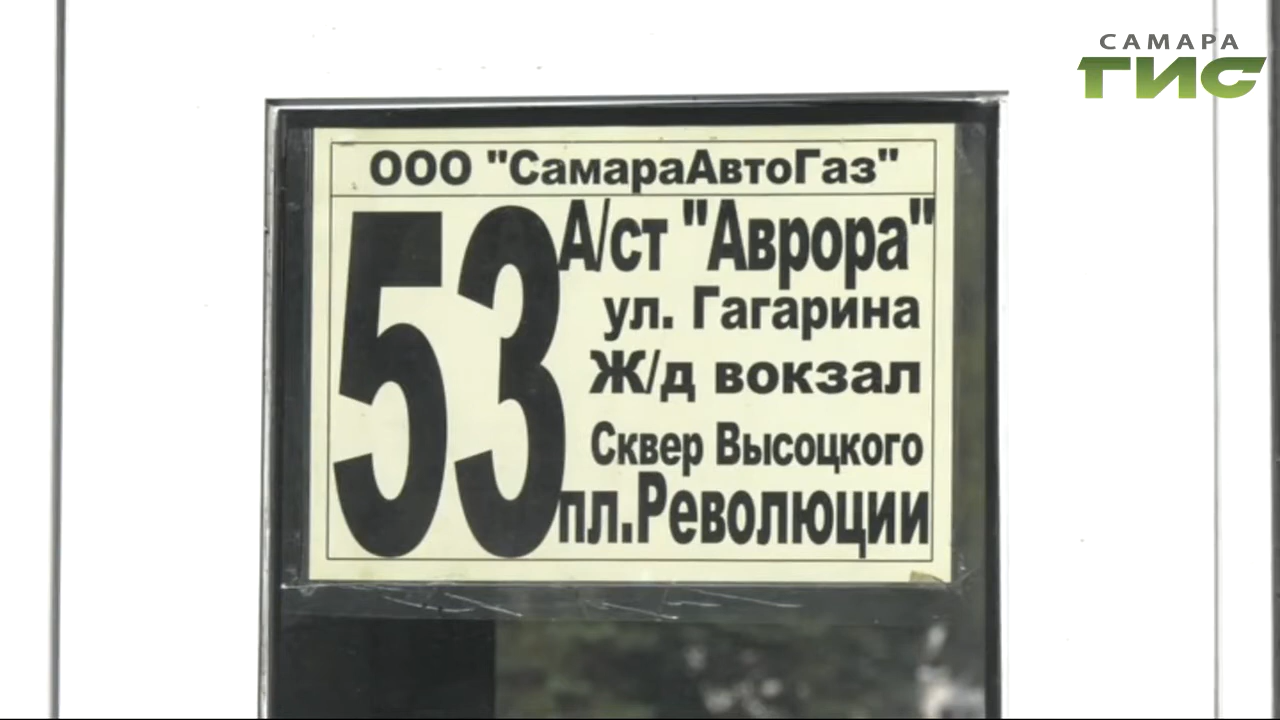 САМАРА
ГИС
ООО "СамараАвтоГаз"
53
А/ст "Аврора"
ул. Гагарина
Ж/д вокзал
Сквер Высоцкого
пл.Революции